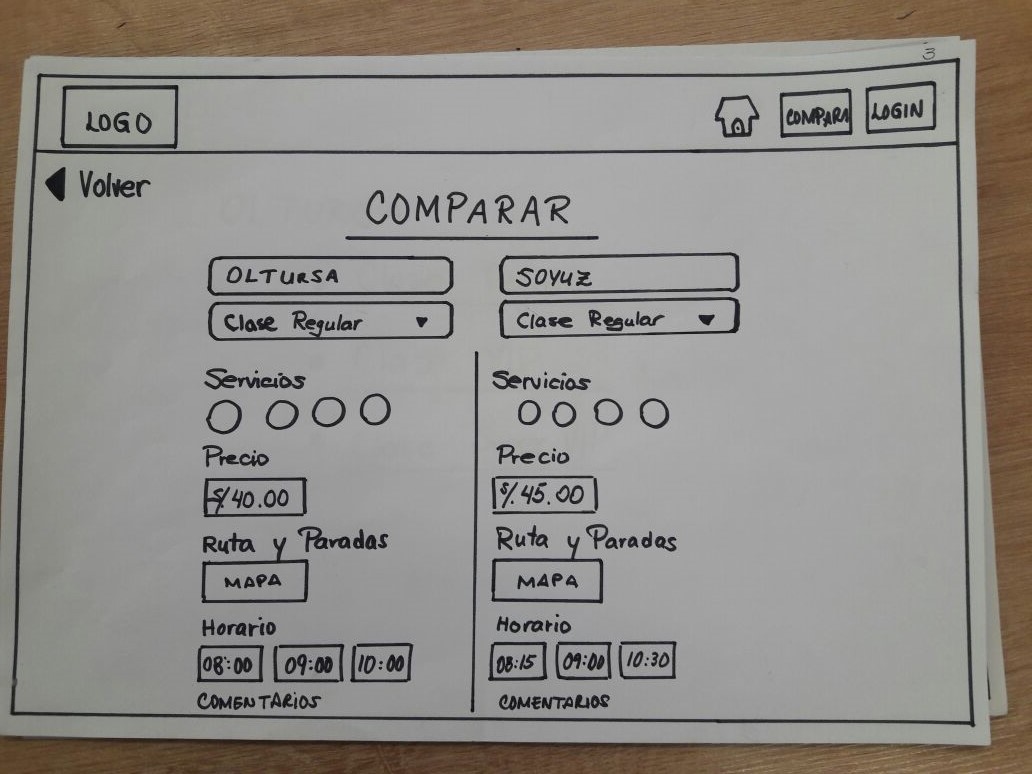 3
LOGO
COMPARA
LOGIN
Volver
COMPARAR
OLTURSA
SOYUZ
Clase Regular
Clase Regular
Servicios
Servicios
Precio
Precio
S/40.00
S/.45.00
Ruta y Paradas
Ruta y Paradas
MAPA
MAPA
Horario
Horario
08:00 09:00 10:00
08:15 09:00 10:30
COMENTARIOS
COMENTARIOS